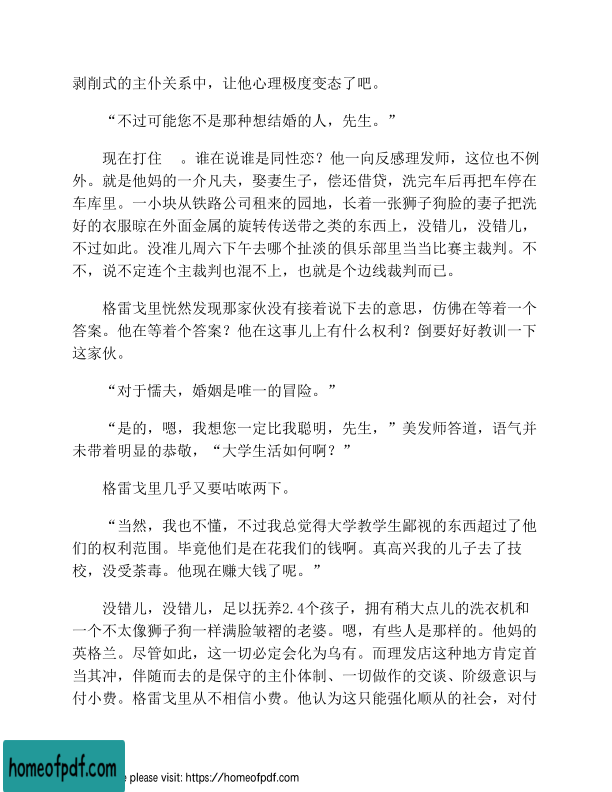 剥削式的主仆关系中，让他心理极度变态了吧。
“不过可能您不是那种想结婚的人，先生。”
现在打住　。谁在说谁是同性恋？他一向反感理发师，这位也不例
外。就是他妈的一介凡夫，娶妻生子，偿还借贷，洗完车后再把车停在
车库里。一小块从铁路公司租来的园地，长着一张狮子狗脸的妻子把洗
好的衣服晾在外面金属的旋转传送带之类的东西上，没错儿，没错儿，
不过如此。没准儿周六下午去哪个扯淡的俱乐部里当当比赛主裁判。不
不，说不定连个主裁判也混不上，也就是个边线裁判而已。
格雷戈里恍然发现那家伙没有接着说下去的意思，仿佛在等着一个
答案。他在等着个答案？他在这事儿上有什么权利？倒要好好教训一下
这家伙。
“对于懦夫，婚姻是唯一的冒险。”
“是的，嗯，我想您一定比我聪明，先生，”美发师答道，语气并
未带着明显的恭敬，“大学生活如何啊？”
格雷戈里几乎又要咕哝两下。
“当然，我也不懂，不过我总觉得大学教学生鄙视的东西超过了他
们的权利范围。毕竟他们是在花我们的钱啊。真高兴我的儿子去了技
校，没受荼毒。他现在赚大钱了呢。”
没错儿，没错儿，足以抚养2.4个孩子，拥有稍大点儿的洗衣机和
一个不太像狮子狗一样满脸皱褶的老婆。嗯，有些人是那样的。他妈的
英格兰。尽管如此，这一切必定会化为乌有。而理发店这种地方肯定首
当其冲，伴随而去的是保守的主仆体制、一切做作的交谈、阶级意识与
付小费。格雷戈里从不相信小费。他认为这只能强化顺从的社会，对付
homeofpdf.com
e please visit: https://homeofpdf.com